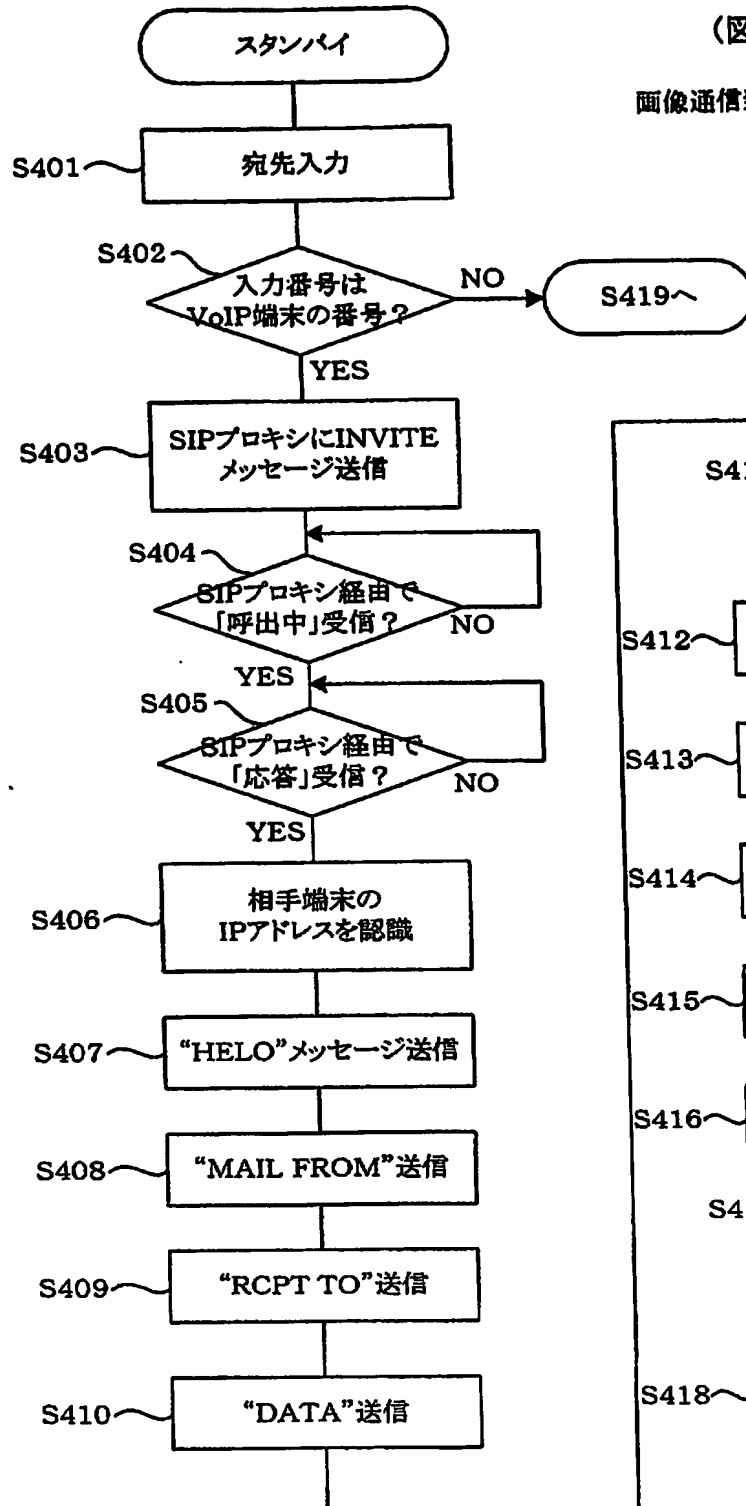 スタンバイ
(図
画像通信
S401
宛先入力
S402
入力番号は
VoIP端末の番号?
NO
S419へ
YES
S403
SIPプロキシにINVITE
メッセージ送信
S404
SIPプロキシ経由で
「呼出中」受信?
NO
YES
S405
SIPプロキシ経由で
「応答」受信?
NO
YES
S406
相手端末の
IPアドレスを認識
S407
“HELO”メッセージ送信
S408
“MAIL FROM”送信
S409
“RCPT TO”送信
S410
“DATA”送信
S41
S412
S413
S414
S415
S416
S4
S418